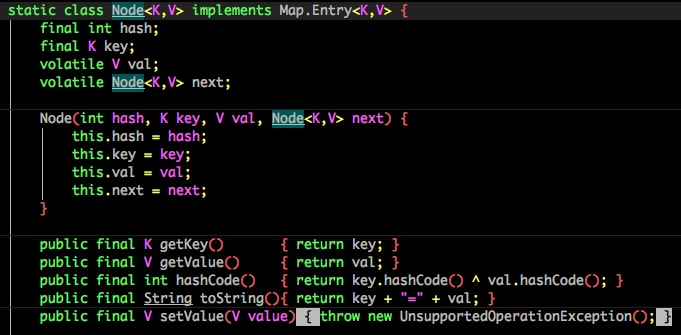 static class Node<K,V> implements Map.Entry<K,V> {
    final int hash;
    final K key;
    volatile V val;
    volatile Node<K,V> next;

    Node(int hash, K key, V val, Node<K,V> next) {
        this.hash = hash;
        this.key = key;
        this.val = val;
        this.next = next;
    }

    public final K getKey()       { return key; }
    public final V getValue()     { return val; }
    public final int hashCode()   { return key.hashCode() ^ val.hashCode(); }
    public final String toString(){ return key + "=" + val; }
    public final V setValue(V value) { throw new UnsupportedOperationException(); }